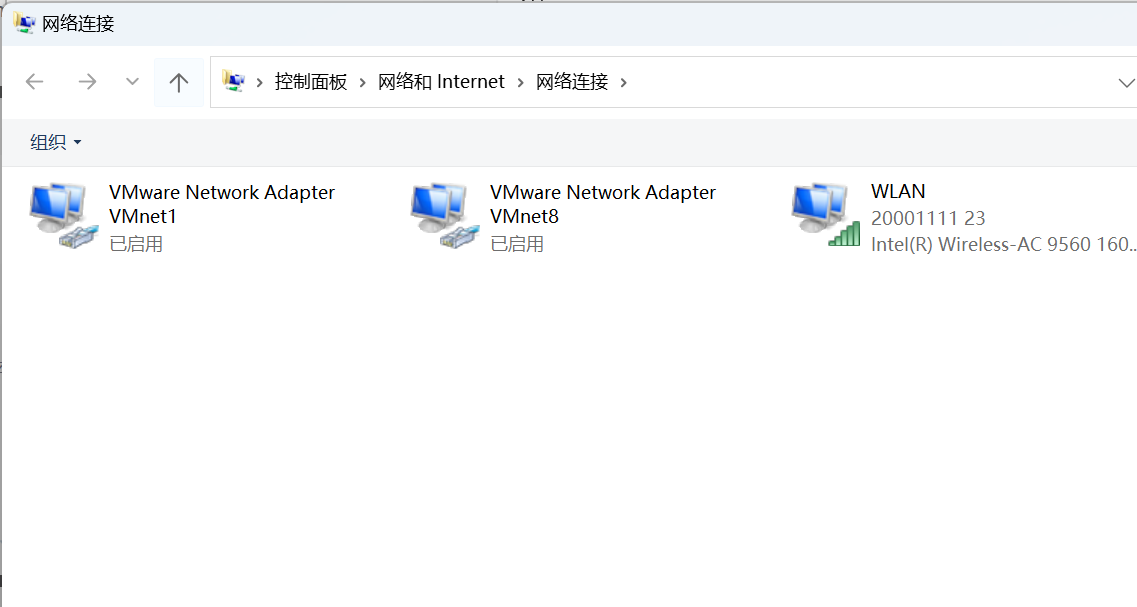 网络连接
控制面板 网络和 Internet 网络连接
组织
VMware Network Adapter
VMnet1
已启用
VMware Network Adapter
VMnet8
已启用
WLAN
20001111 23
Intel(R) Wireless-AC 9560 160...